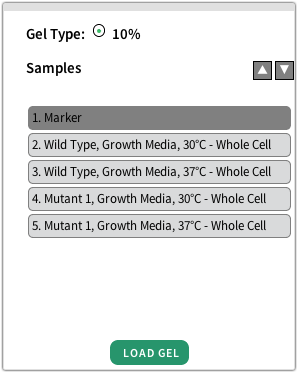 Gel Type: 10%
Samples
1. Marker
2. Wild Type, Growth Media, 30°C - Whole Cell
3. Wild Type, Growth Media, 37°C - Whole Cell
4. Mutant 1, Growth Media, 30°C - Whole Cell
5. Mutant 1, Growth Media, 37°C - Whole Cell
LOAD GEL